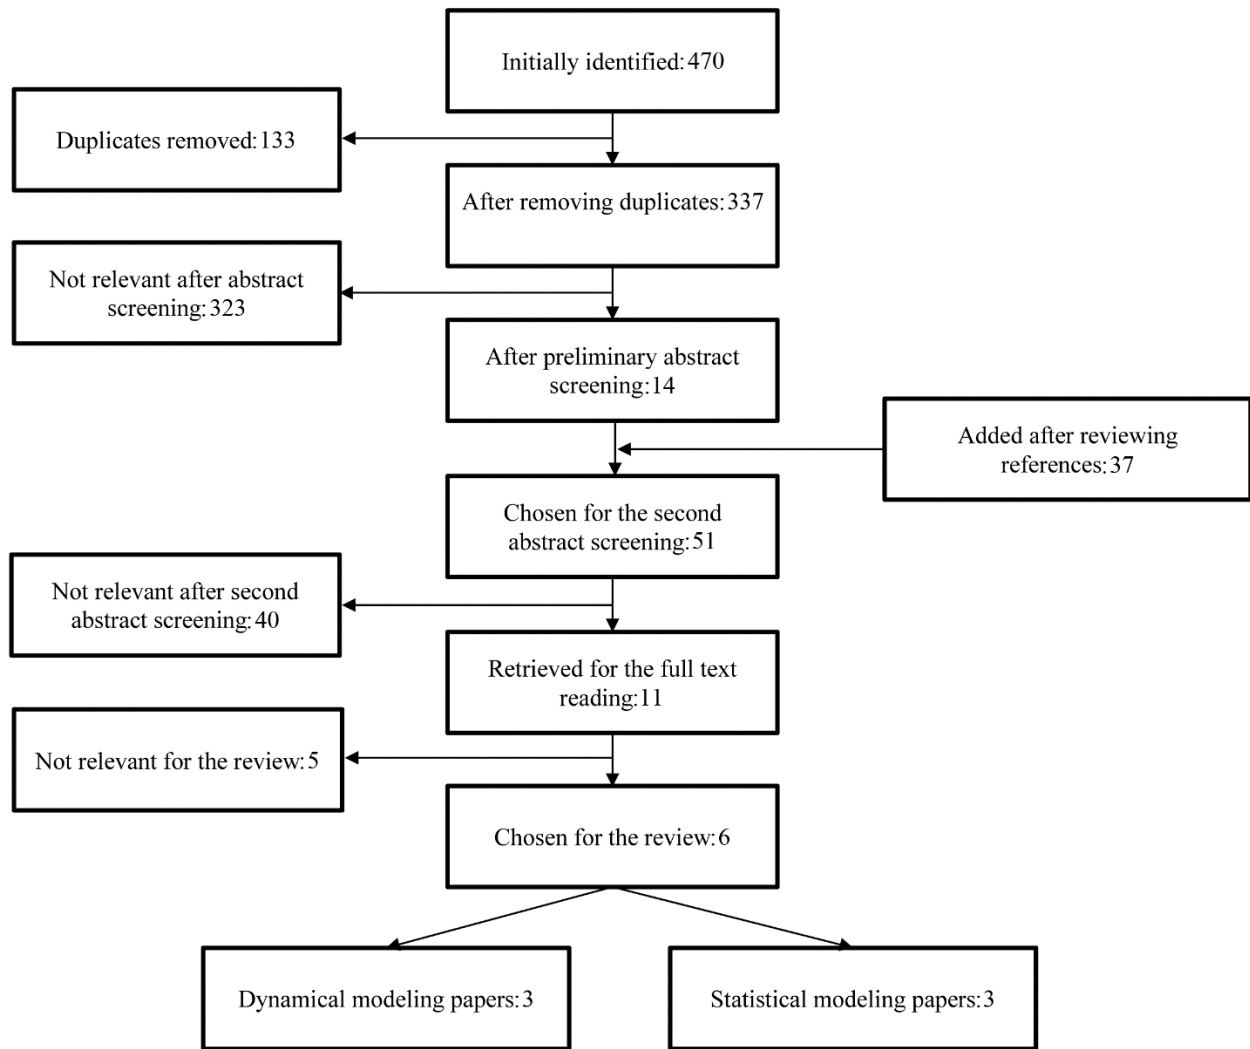 Initially identified:470
Duplicates removed:133
After removing duplicates:337
Not relevant after abstract
screening:323
After preliminary abstract
screening:14
Added after reviewing
references:37
Chosen for the second
abstract screening:51
Not relevant after second
abstract screening:40
Retrieved for the full text
reading:11
Not relevant for the review:5
Chosen for the review:6
Dynamical modeling papers:3
Statistical modeling papers:3